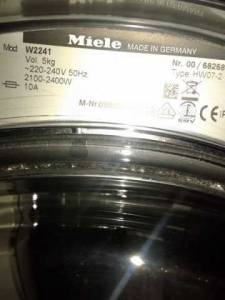 Miele MADE IN GERMANY
Mod W2241 Nr. 00 / 68268
Vol. 5kg Type: HW07-2
~220-240V 50Hz
2100-2400W
10A
M-Nr